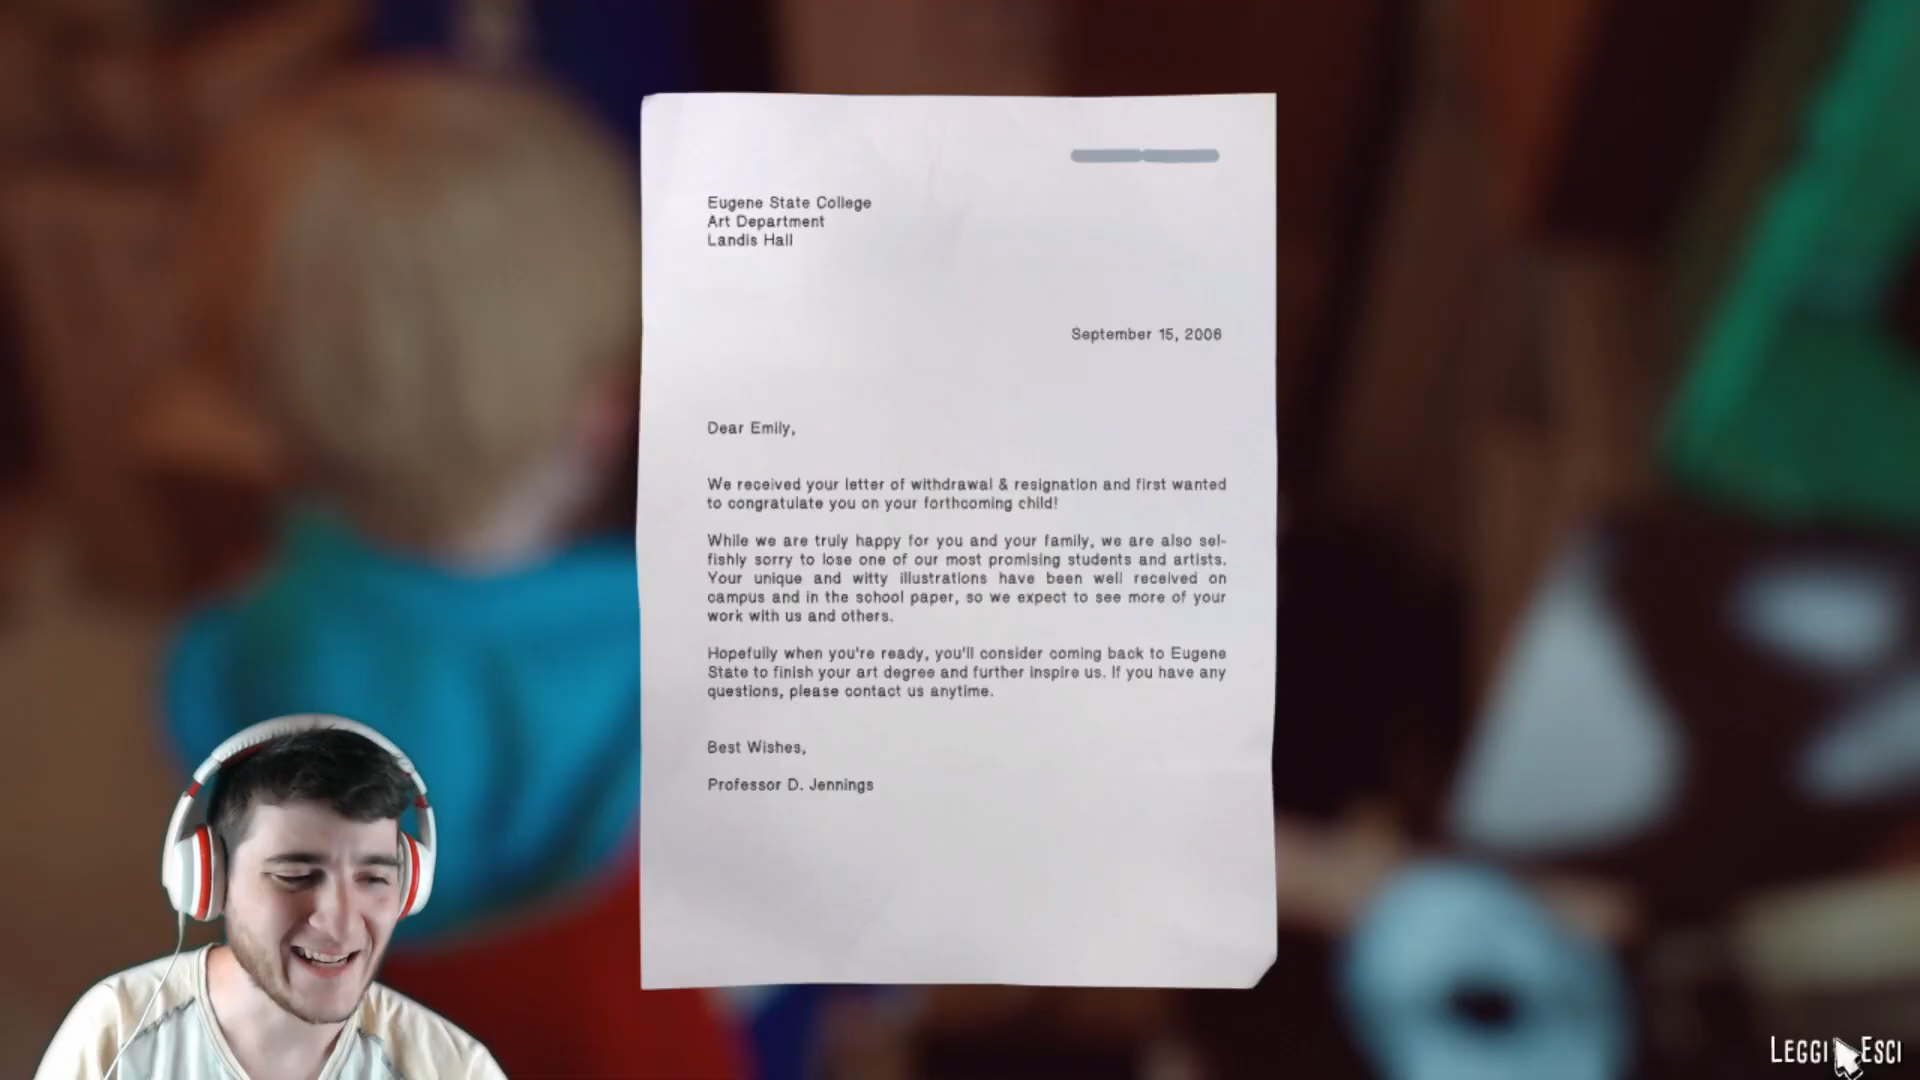 Eugene State College
Art Department
Landis Hall
September 15, 2006
Dear Emily,
We received your letter of withdrawal & resignation and first wanted
to congratulate you on your forthcoming child!
While we are truly happy for you and your family, we are also sel-
fishly sorry to lose one of our most promising students and artists.
Your unique and witty illustrations have been well received on
campus and in the school paper, so we expect to see more of your
work with us and others.
Hopefully when you're ready, you'll consider coming back to Eugene
State to finish your art degree and further inspire us. If you have any
questions, please contact us anytime.
Best Wishes,
Professor D. Jennings
LEGGI ESCI